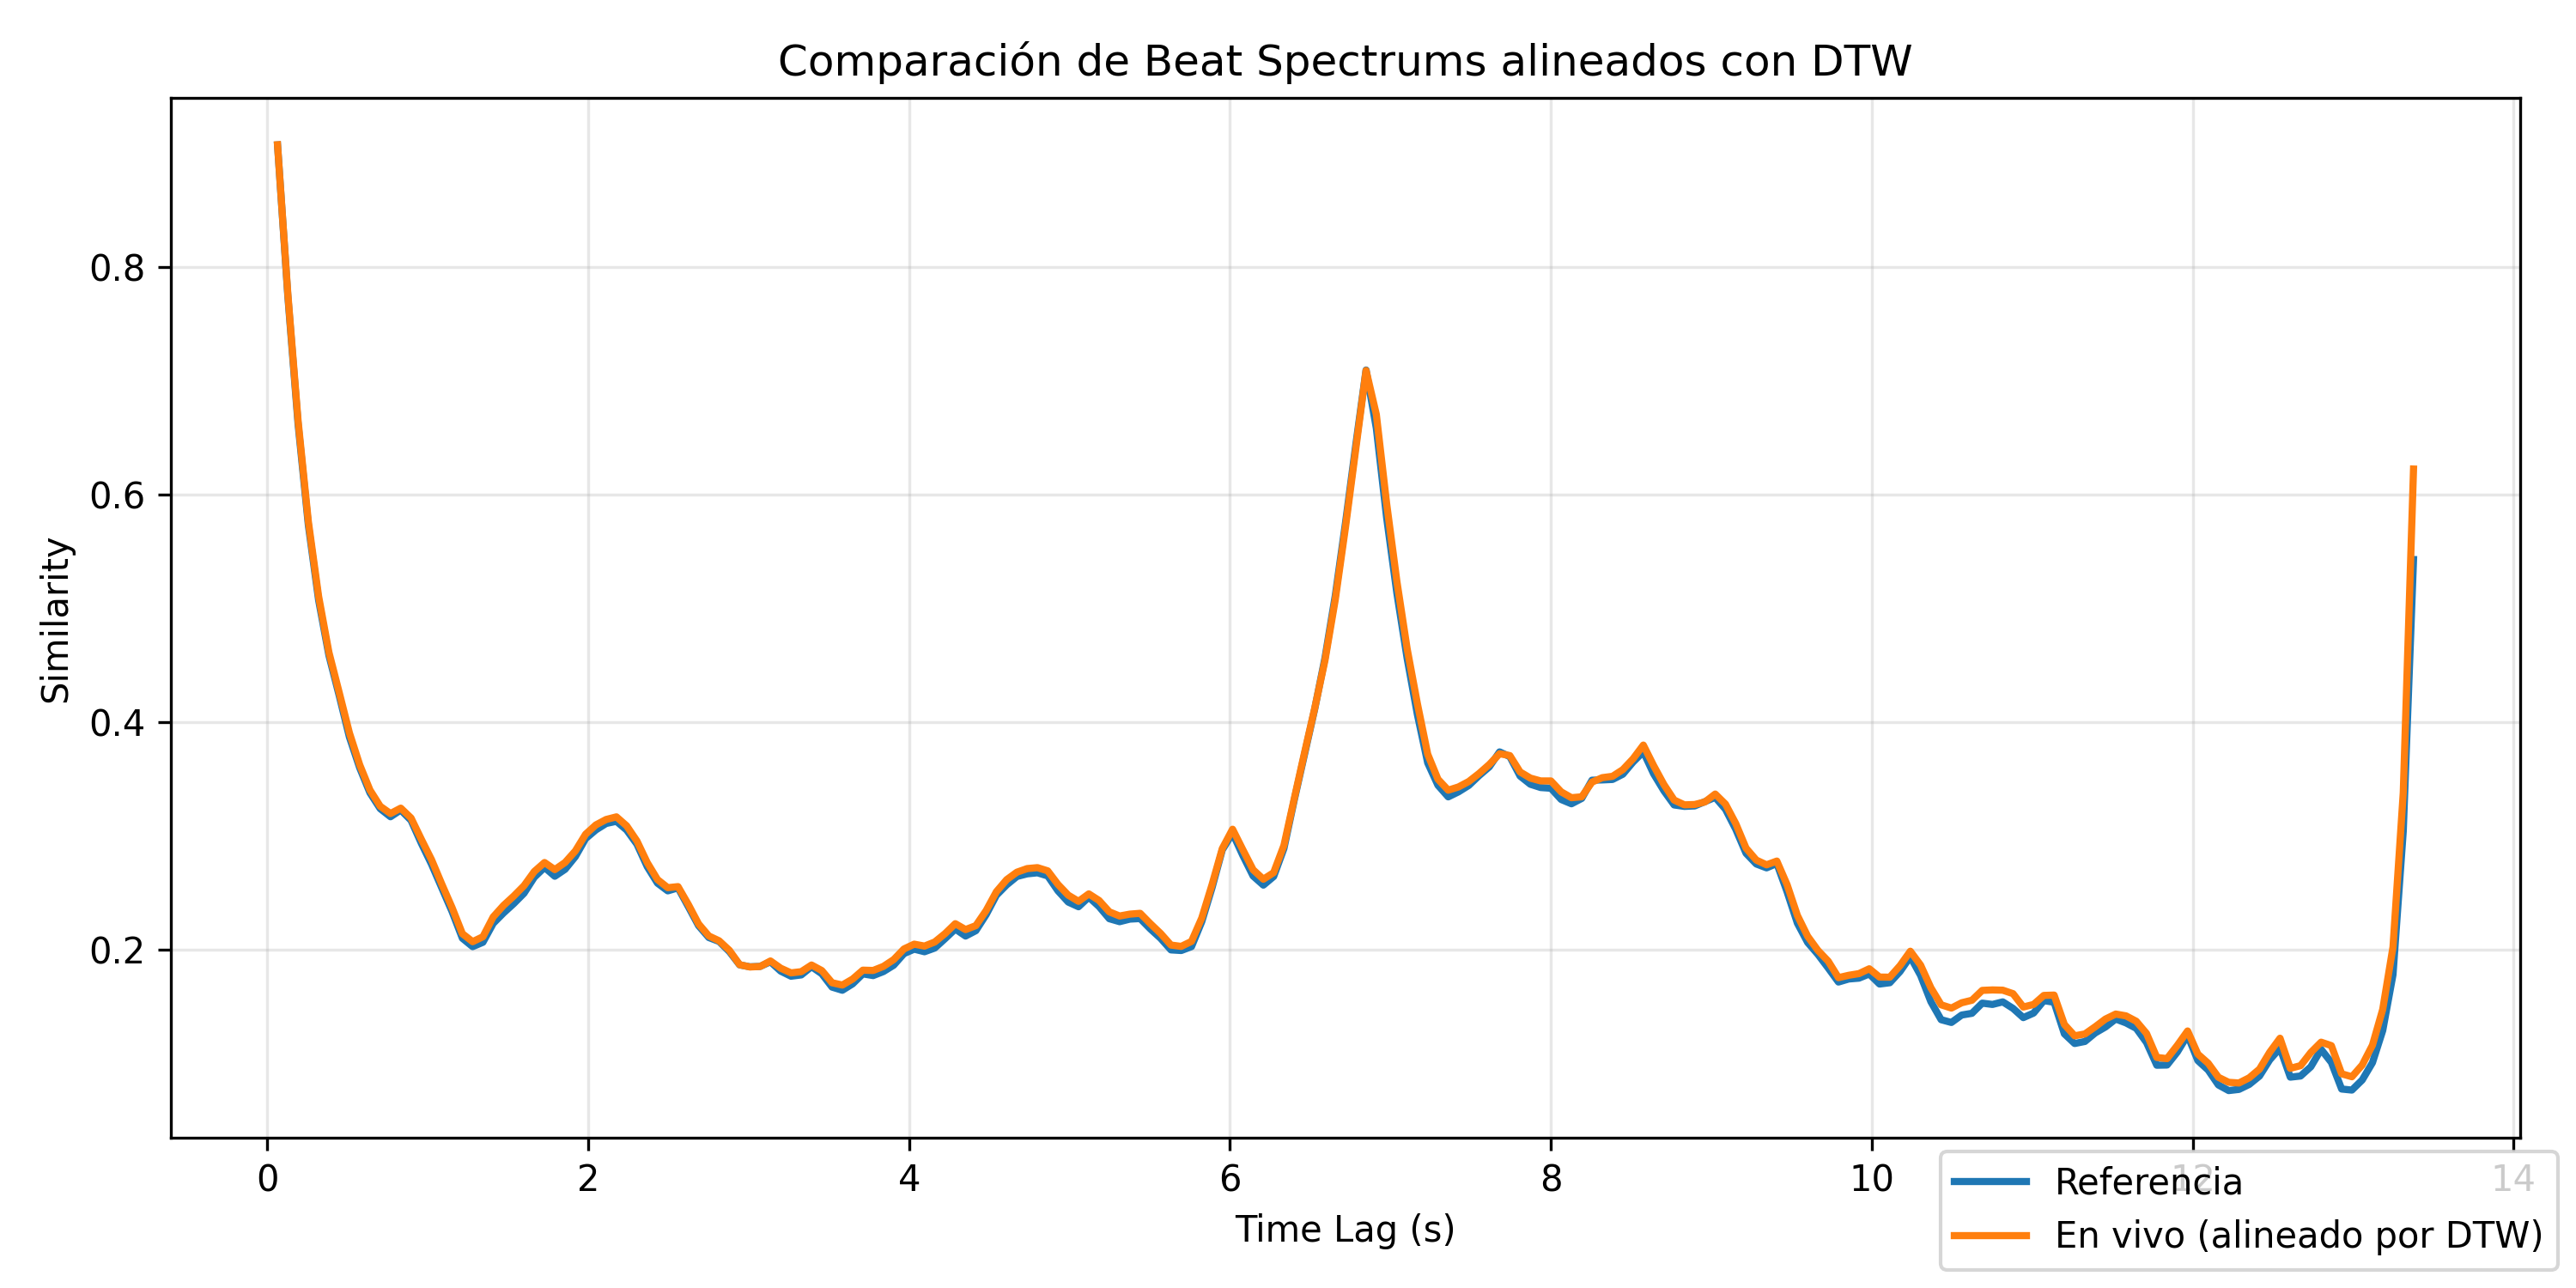 Comparación de Beat Spectrums alineados con DTW
Similarity
0.8
0.6
0.4
0.2
0 2 4 6 8 10 12 14
Time Lag (s)
Referencia
En vivo (alineado por DTW)